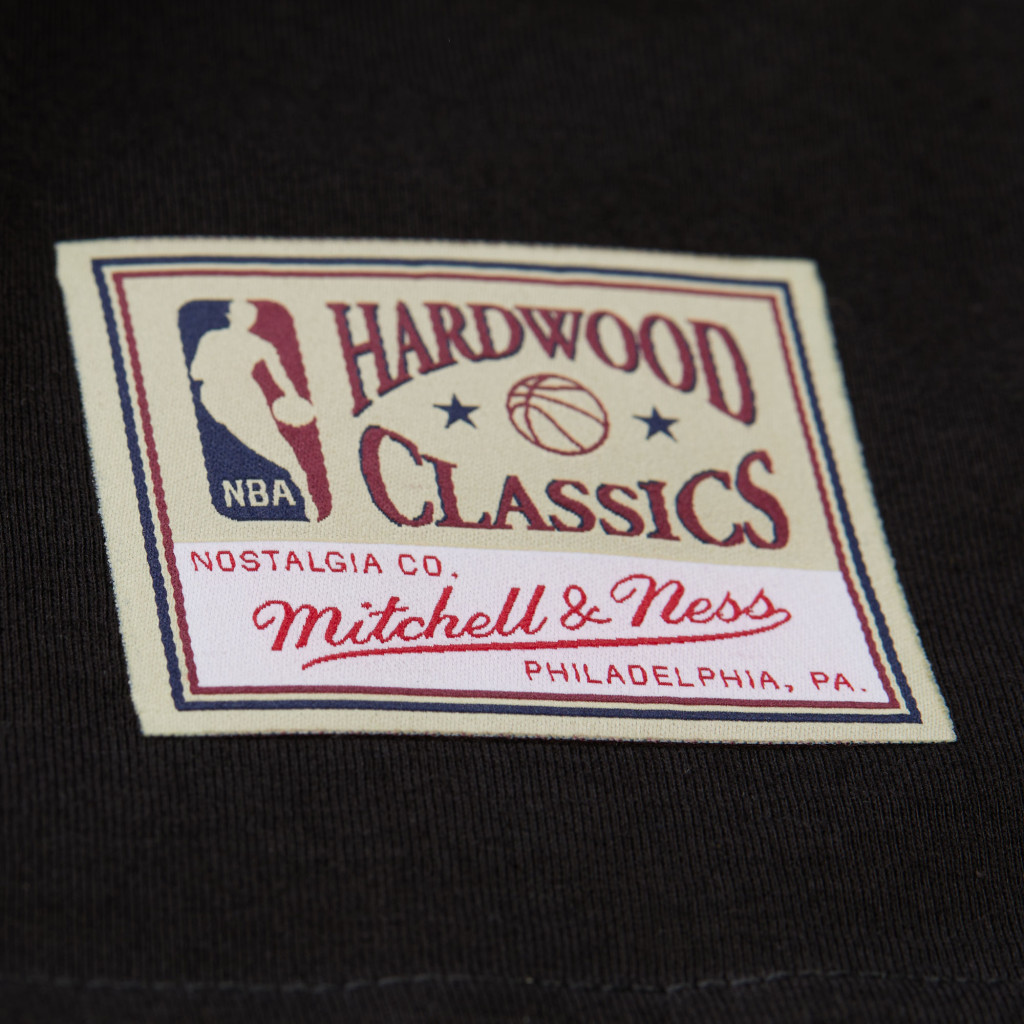 NBA
HARDWOOD
CLASSICS
NOSTALGIA CO.
Mitchell & Ness
PHILADELPHIA, PA.